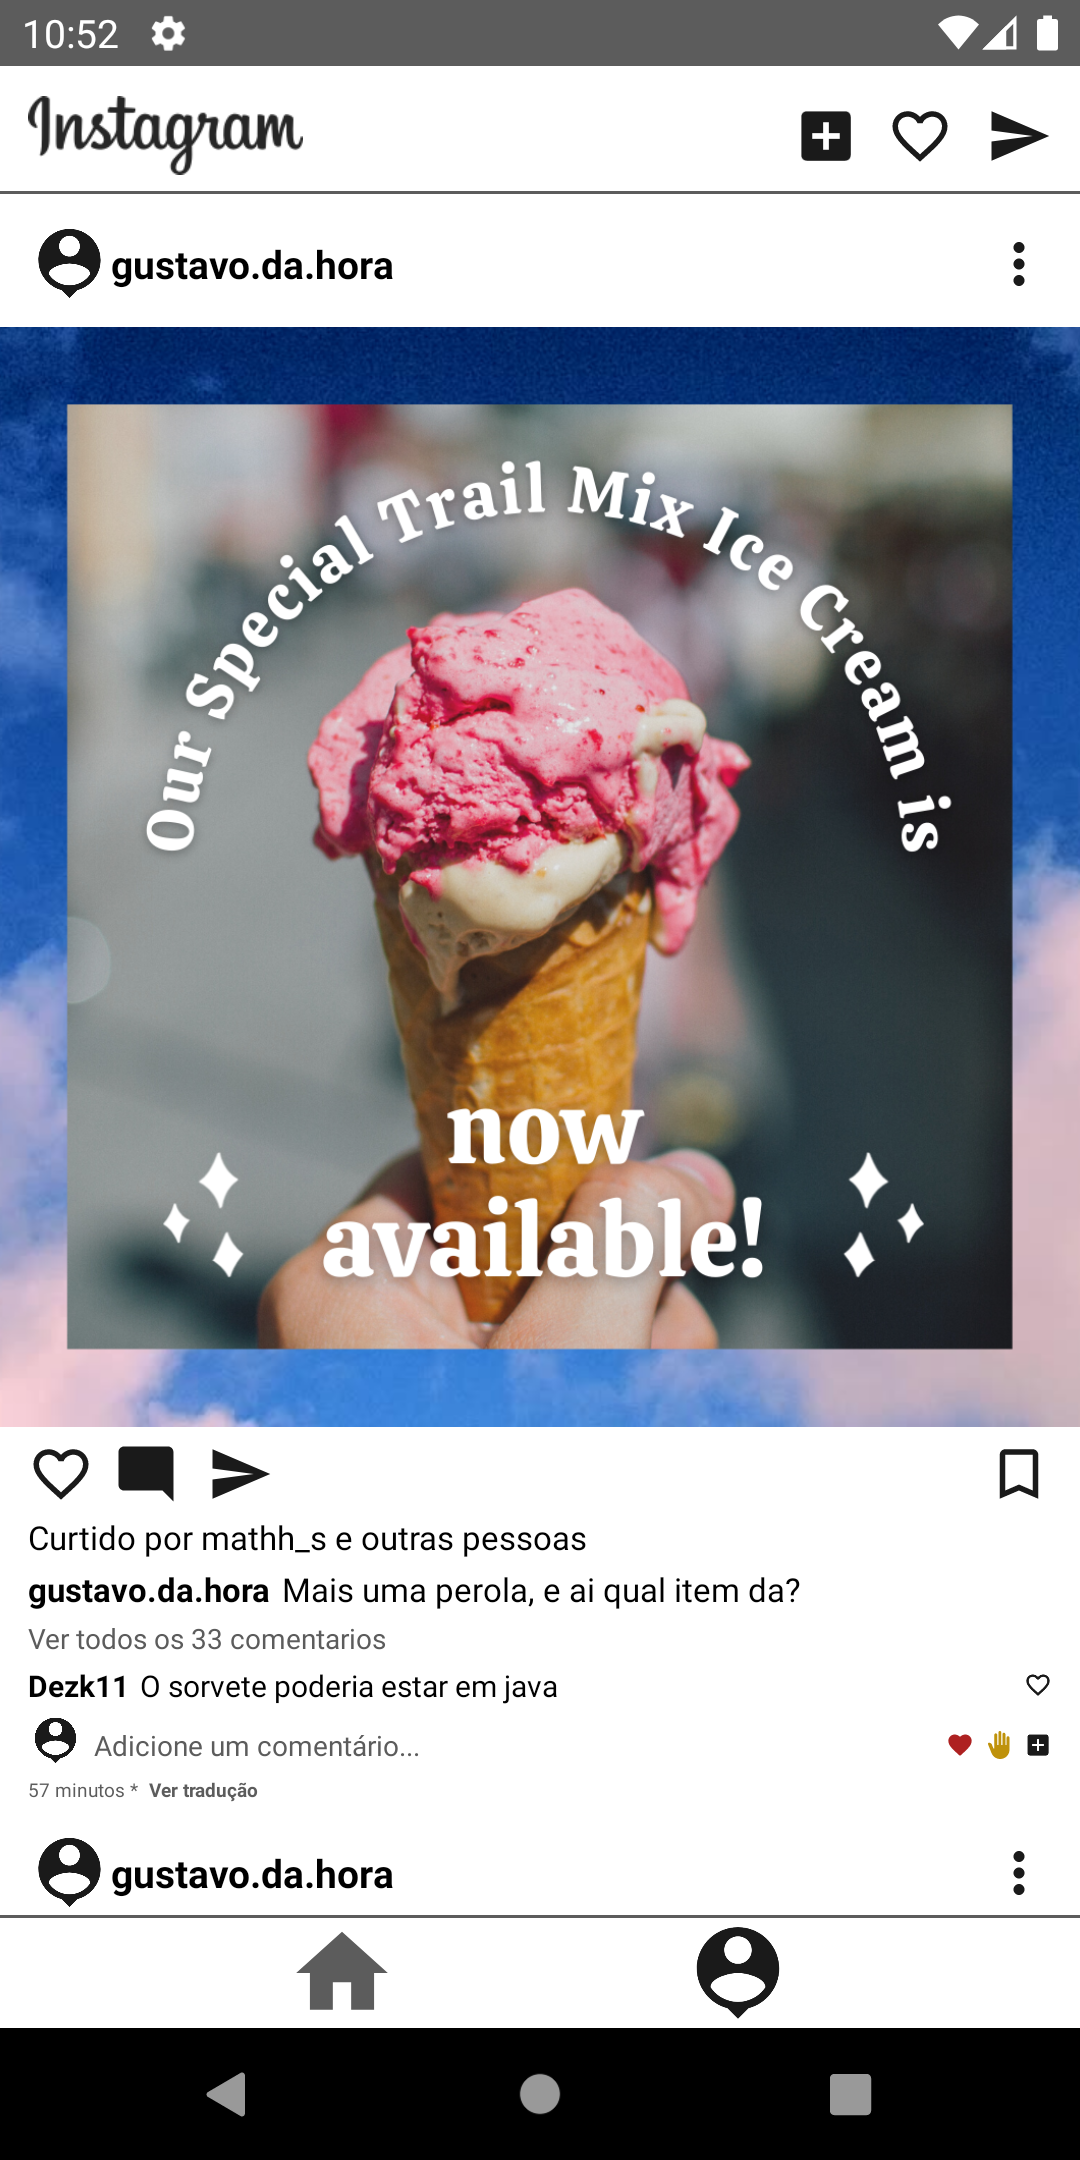 10:52
Instagram
gustavo.da.hora
Our Special Trail Mix Ice Cream is
now
available!
Curtido por mathh_s e outras pessoas
gustavo.da.hora Mais uma perola, e ai qual item da?
Ver todos os 33 comentarios
Dezk11 O sorvete poderia estar em java
Adicione um comentário...
57 minutos * Ver tradução
gustavo.da.hora